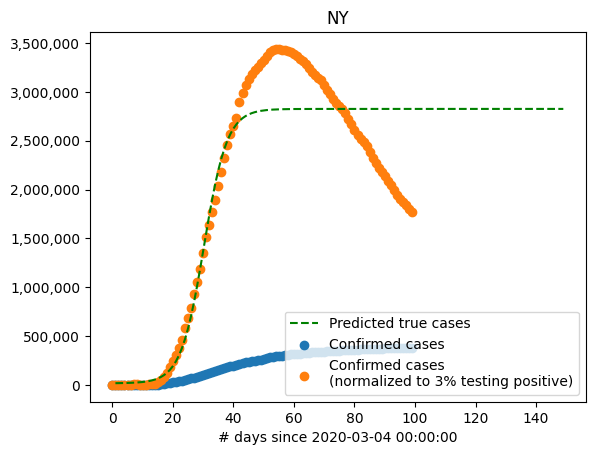 NY
3,500,000
3,000,000
2,500,000
2,000,000
1,500,000
1,000,000
500,000
0
Predicted true cases
Confirmed cases
Confirmed cases
(normalized to 3% testing positive)
0 20 40 60 80 100 120 140
# days since 2020-03-04 00:00:00